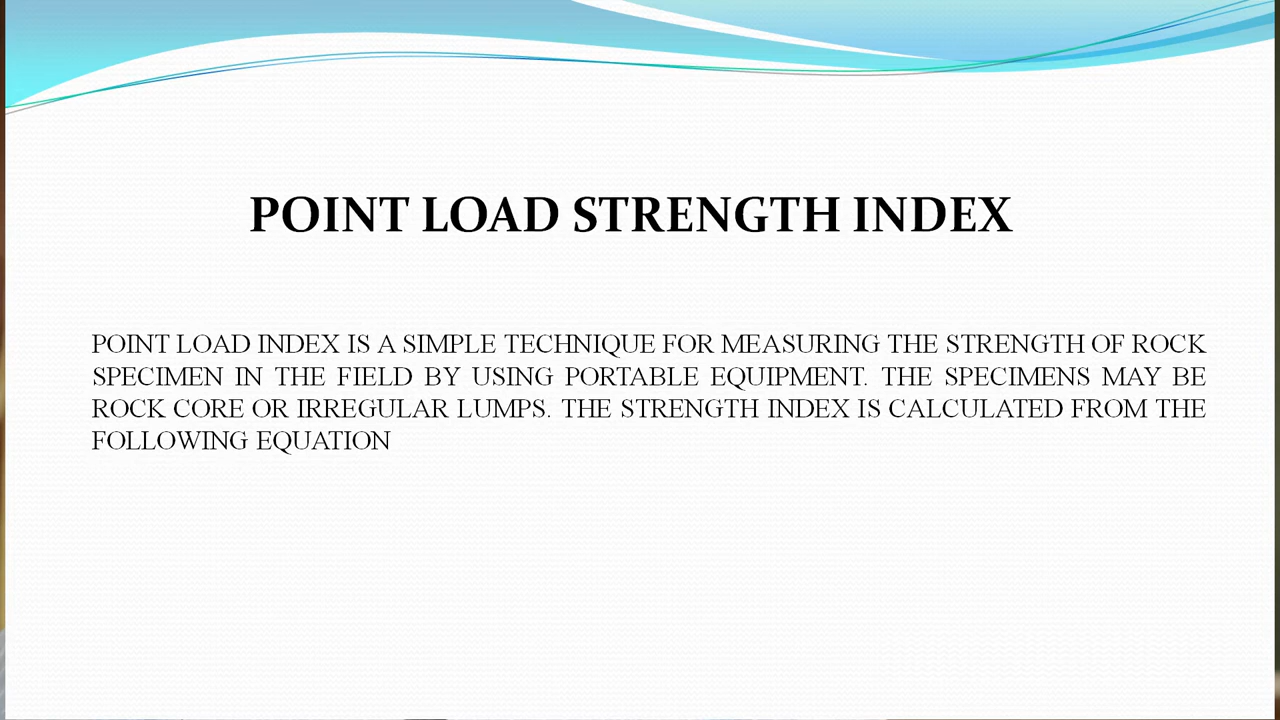 POINT LOAD STRENGTH INDEX
POINT LOAD INDEX IS A SIMPLE TECHNIQUE FOR MEASURING THE STRENGTH OF ROCK
SPECIMEN IN THE FIELD BY USING PORTABLE EQUIPMENT. THE SPECIMENS MAY BE
ROCK CORE OR IRREGULAR LUMPS. THE STRENGTH INDEX IS CALCULATED FROM THE
FOLLOWING EQUATION